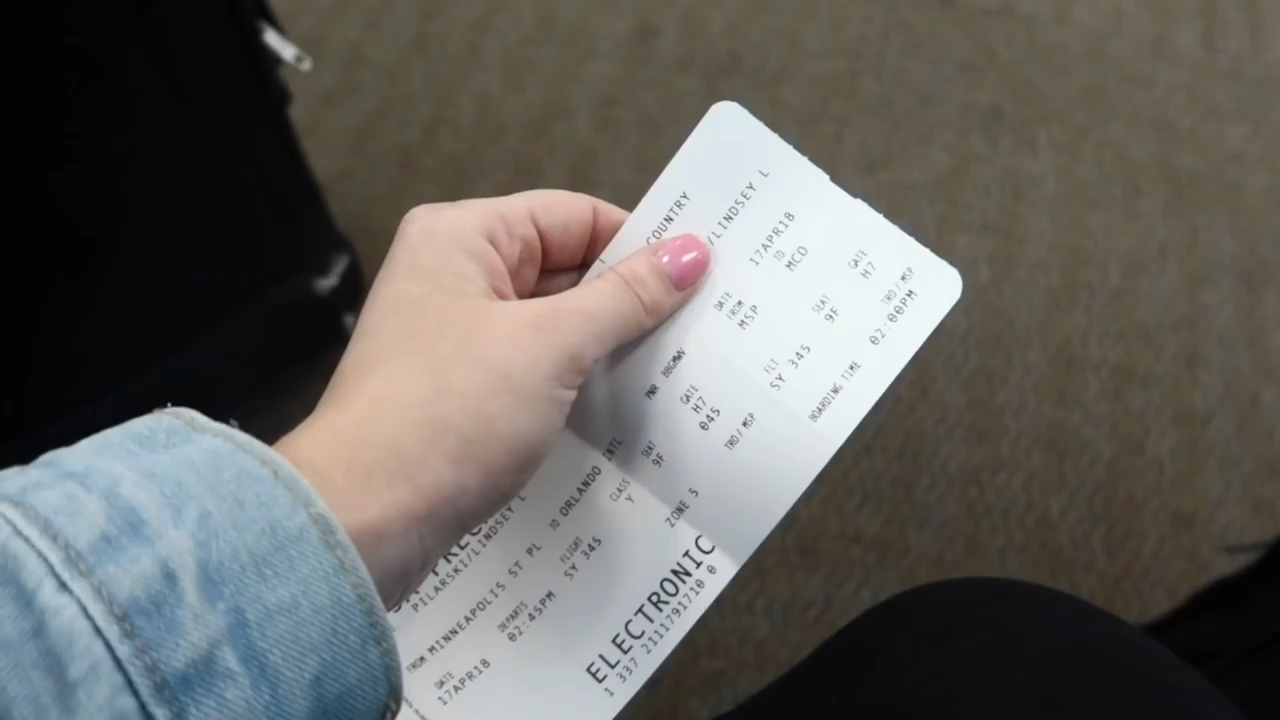 COUNTRY
/LINDSEY L
DATE 17APR18
FROM TO
MSP MCO
SEAT GATE
9F H7
FLT TRO/MSP
SY 345 02:00PM
BOARDING TIME
PNR
GATE
H7
SEAT 045
9F TRO/MSP
PILARSKI/LINDSEY L
FROM MINNEAPOLIS ST PL TO ORLANDO INTL
DEPARTS FLIGHT CLASS
02:45PM SY 345 Y
DATE ZONE 5
17APR18
ELECTRONIC
1 337 2111791710 0